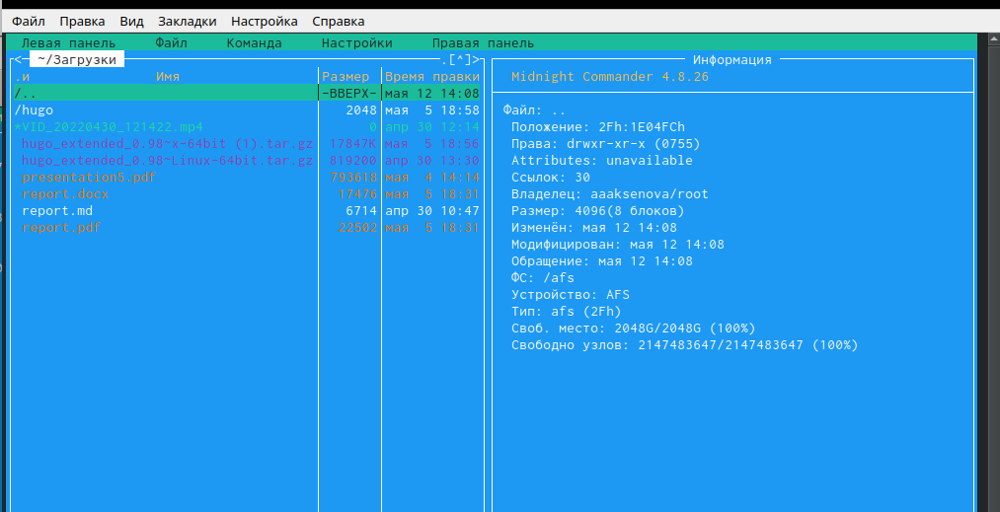 Файл Правка Вид Закладки Настройка Справка
Левая панель Файл Команда Настройки Правая панель
<─ ~/Загрузки .[^]>
.и Имя Размер Время правки
/.. -ВВЕРХ- мая 12 14:08
/hugo 2048 мая 5 18:58
*VID_20220430_121422.mp4 0 апр 30 12:14
hugo_extended_0.98~x-64bit (1).tar.gz 17847K мая 5 18:56
hugo_extended_0.98~Linux-64bit.tar.gz 819200 апр 30 13:30
presentation5.pdf 793618 мая 4 14:14
report.docx 17476 мая 5 18:31
report.md 6714 апр 30 10:47
report.pdf 22502 мая 5 18:31
Информация
Midnight Commander 4.8.26
Файл: ..
Положение: 2Fh:1E04FCh
Права: drwxr-xr-x (0755)
Attributes: unavailable
Ссылок: 30
Владелец: aaaksenova/root
Размер: 4096(8 блоков)
Изменён: мая 12 14:08
Модифицирован: мая 12 14:08
Обращение: мая 12 14:08
ФС: /afs
Устройство: AFS
Тип: afs (2Fh)
Своб. место: 2048G/2048G (100%)
Свободно узлов: 2147483647/2147483647 (100%)